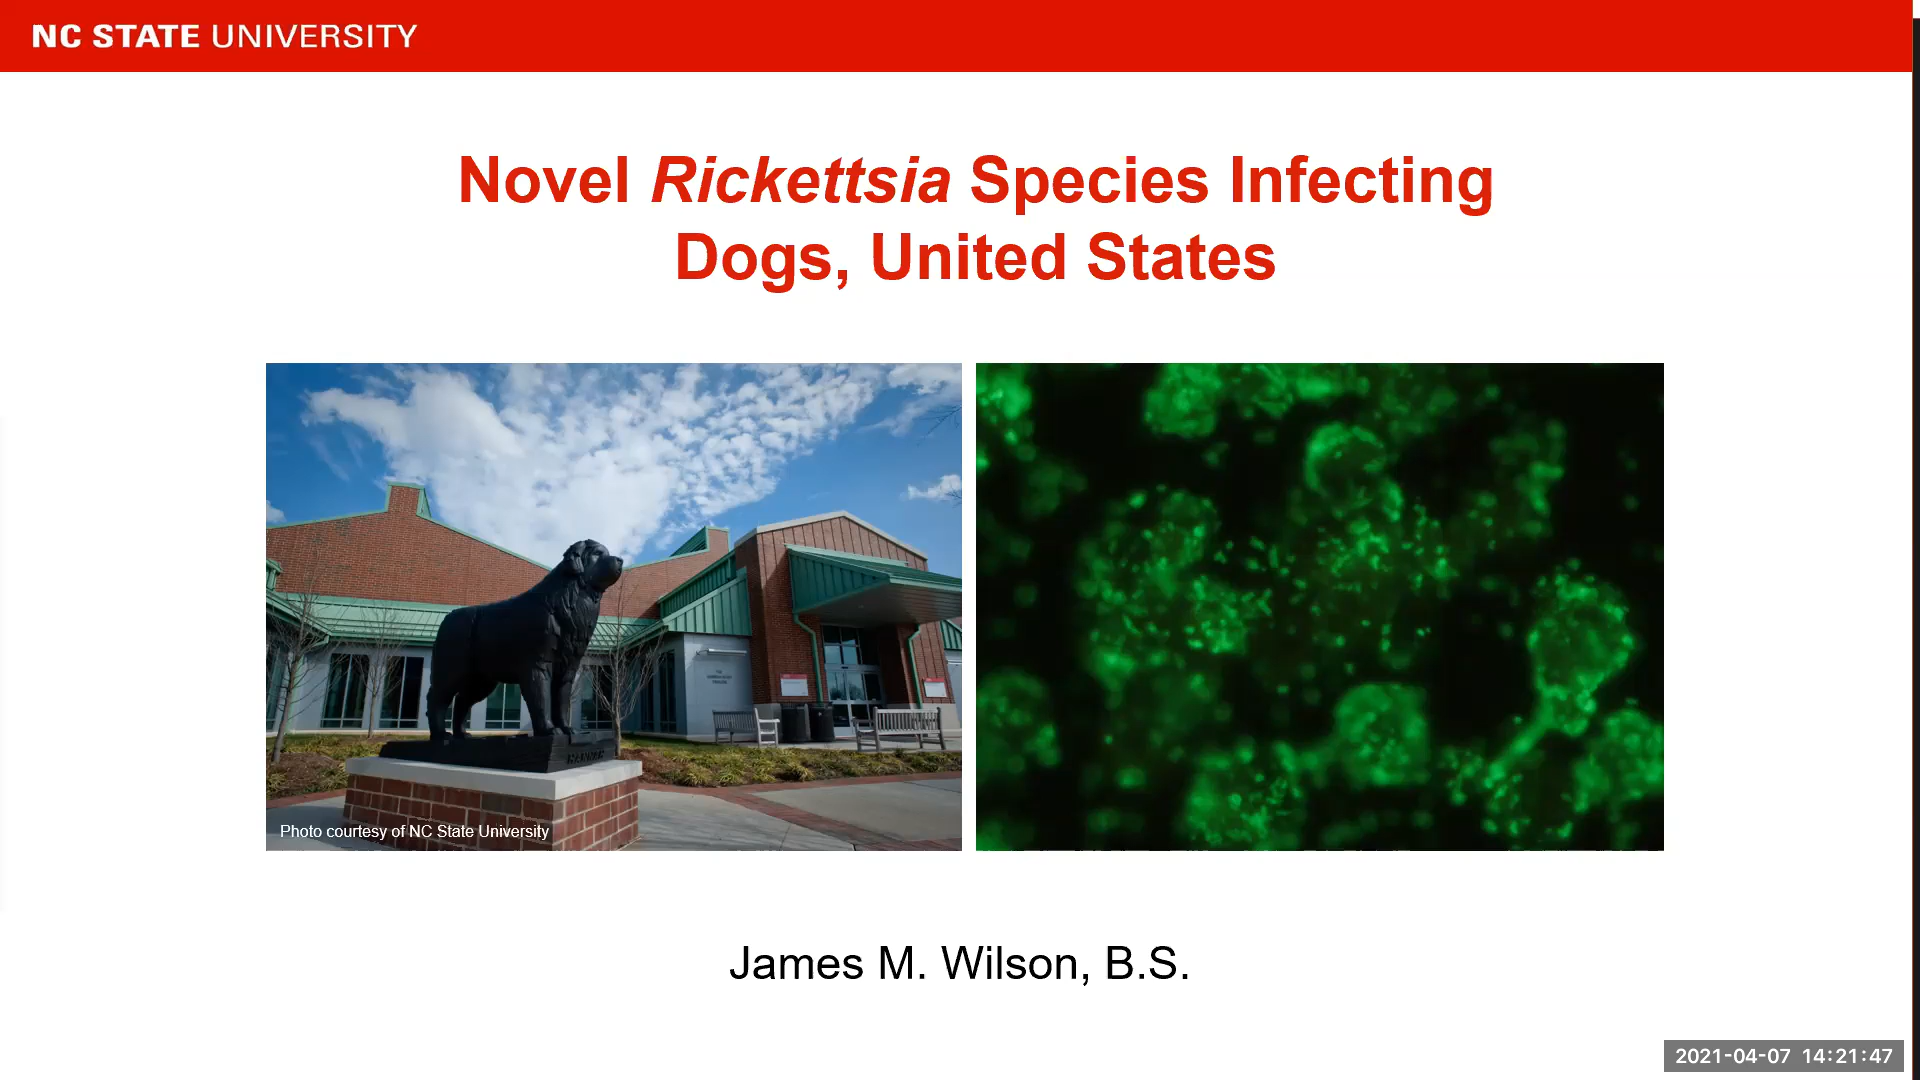 NC STATE UNIVERSITY
Novel Rickettsia Species Infecting
Dogs, United States
Photo courtesy of NC State University
James M. Wilson, B.S.
2021-04-07 14:21:47